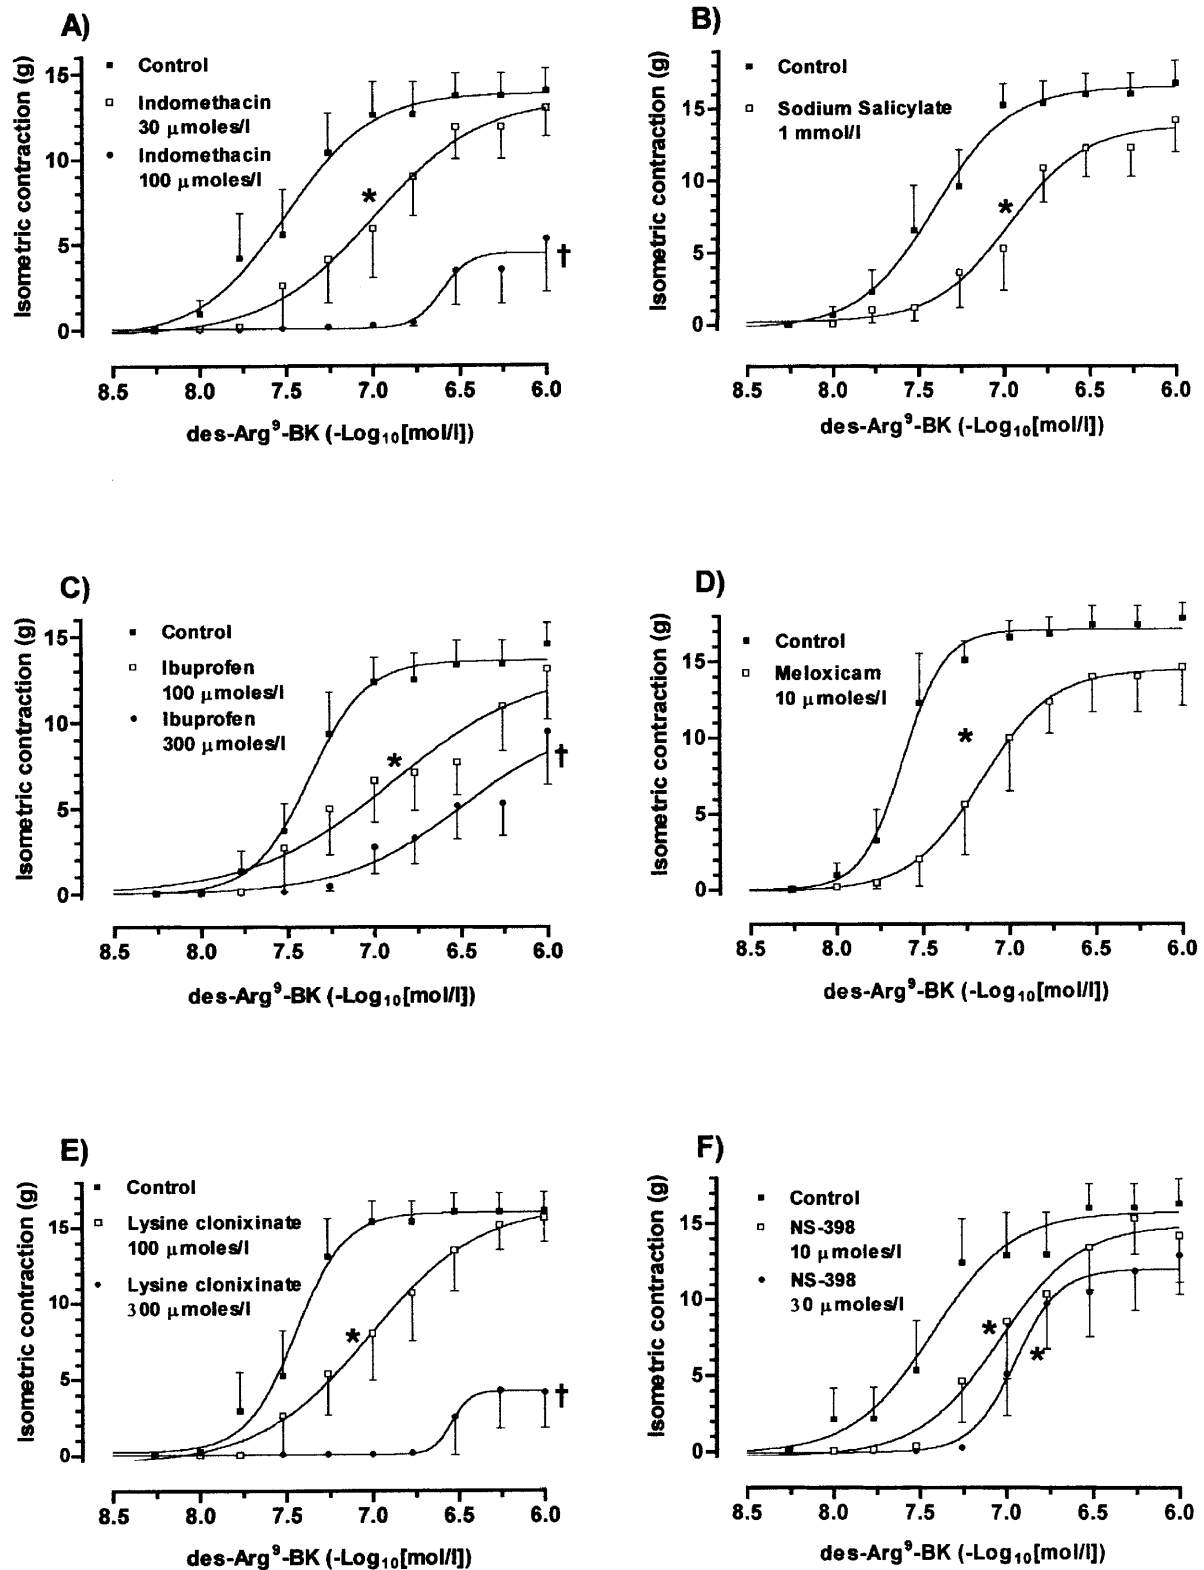 A)
Isometric contraction (g)
Control
Indomethacin
30 μmoles/l
Indomethacin
100 μmoles/l
15
10
5
0
*
†
8.5 8.0 7.5 7.0 6.5 6.0
des-Arg⁹-BK (-Log₁₀[mol/l])
B)
Isometric contraction (g)
Control
Sodium Salicylate
1 mmol/l
15
10
5
0
*
8.5 8.0 7.5 7.0 6.5 6.0
des-Arg⁹-BK (-Log₁₀[mol/l])
C)
Isometric contraction (g)
Control
Ibuprofen
100 μmoles/l
Ibuprofen
300 μmoles/l
15
10
5
0
*
†
8.5 8.0 7.5 7.0 6.5 6.0
des-Arg⁹-BK (-Log₁₀[mol/l])
D)
Isometric contraction (g)
Control
Meloxicam
10 μmoles/l
15
10
5
0
*
8.5 8.0 7.5 7.0 6.5 6.0
des-Arg⁹-BK (-Log₁₀[mol/l])
E)
Isometric contraction (g)
Control
Lysine clonixinate
100 μmoles/l
Lysine clonixinate
300 μmoles/l
15
10
5
0
*
†
8.5 8.0 7.5 7.0 6.5 6.0
des-Arg⁹-BK (-Log₁₀[mol/l])
F)
Isometric contraction (g)
Control
NS-398
10 μmoles/l
NS-398
30 μmoles/l
15
10
5
0
*
*
8.5 8.0 7.5 7.0 6.5 6.0
des-Arg⁹-BK (-Log₁₀[mol/l])